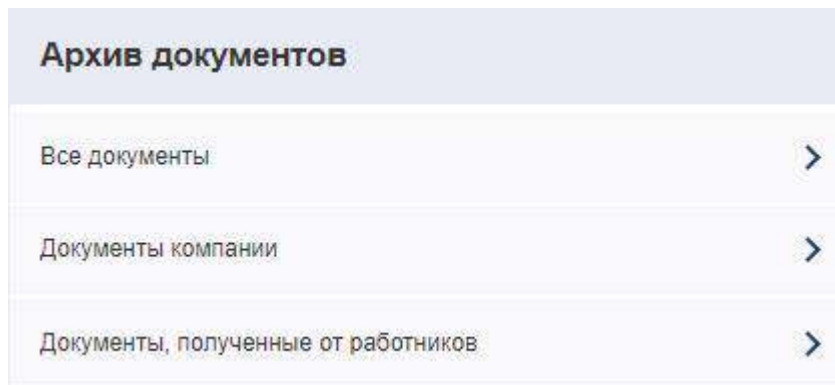 Архив документов
Все документы
Документы компании
Документы, полученные от работников